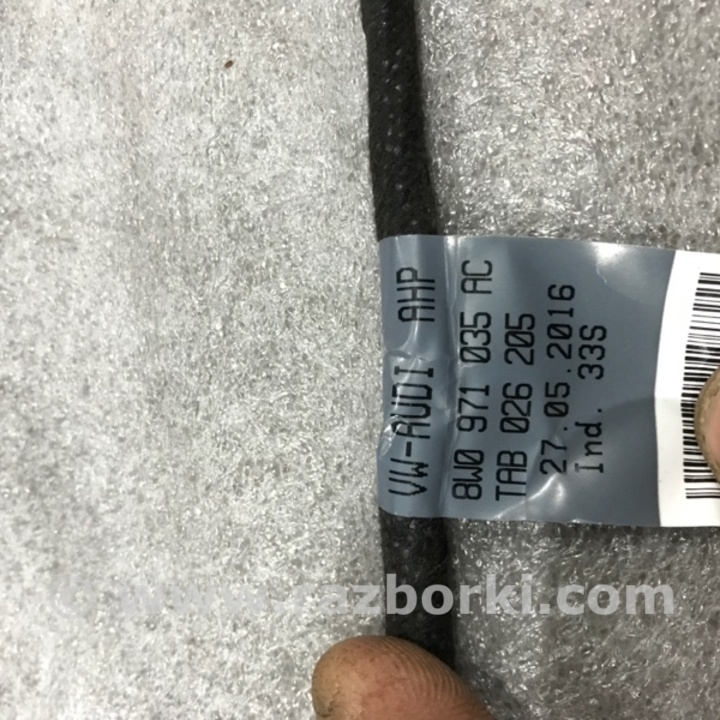 VW-AUDI AHP
8W0 971 035 AC
TAB 026 205
27.05.2016
Ind. 33S
© www.razborki.com